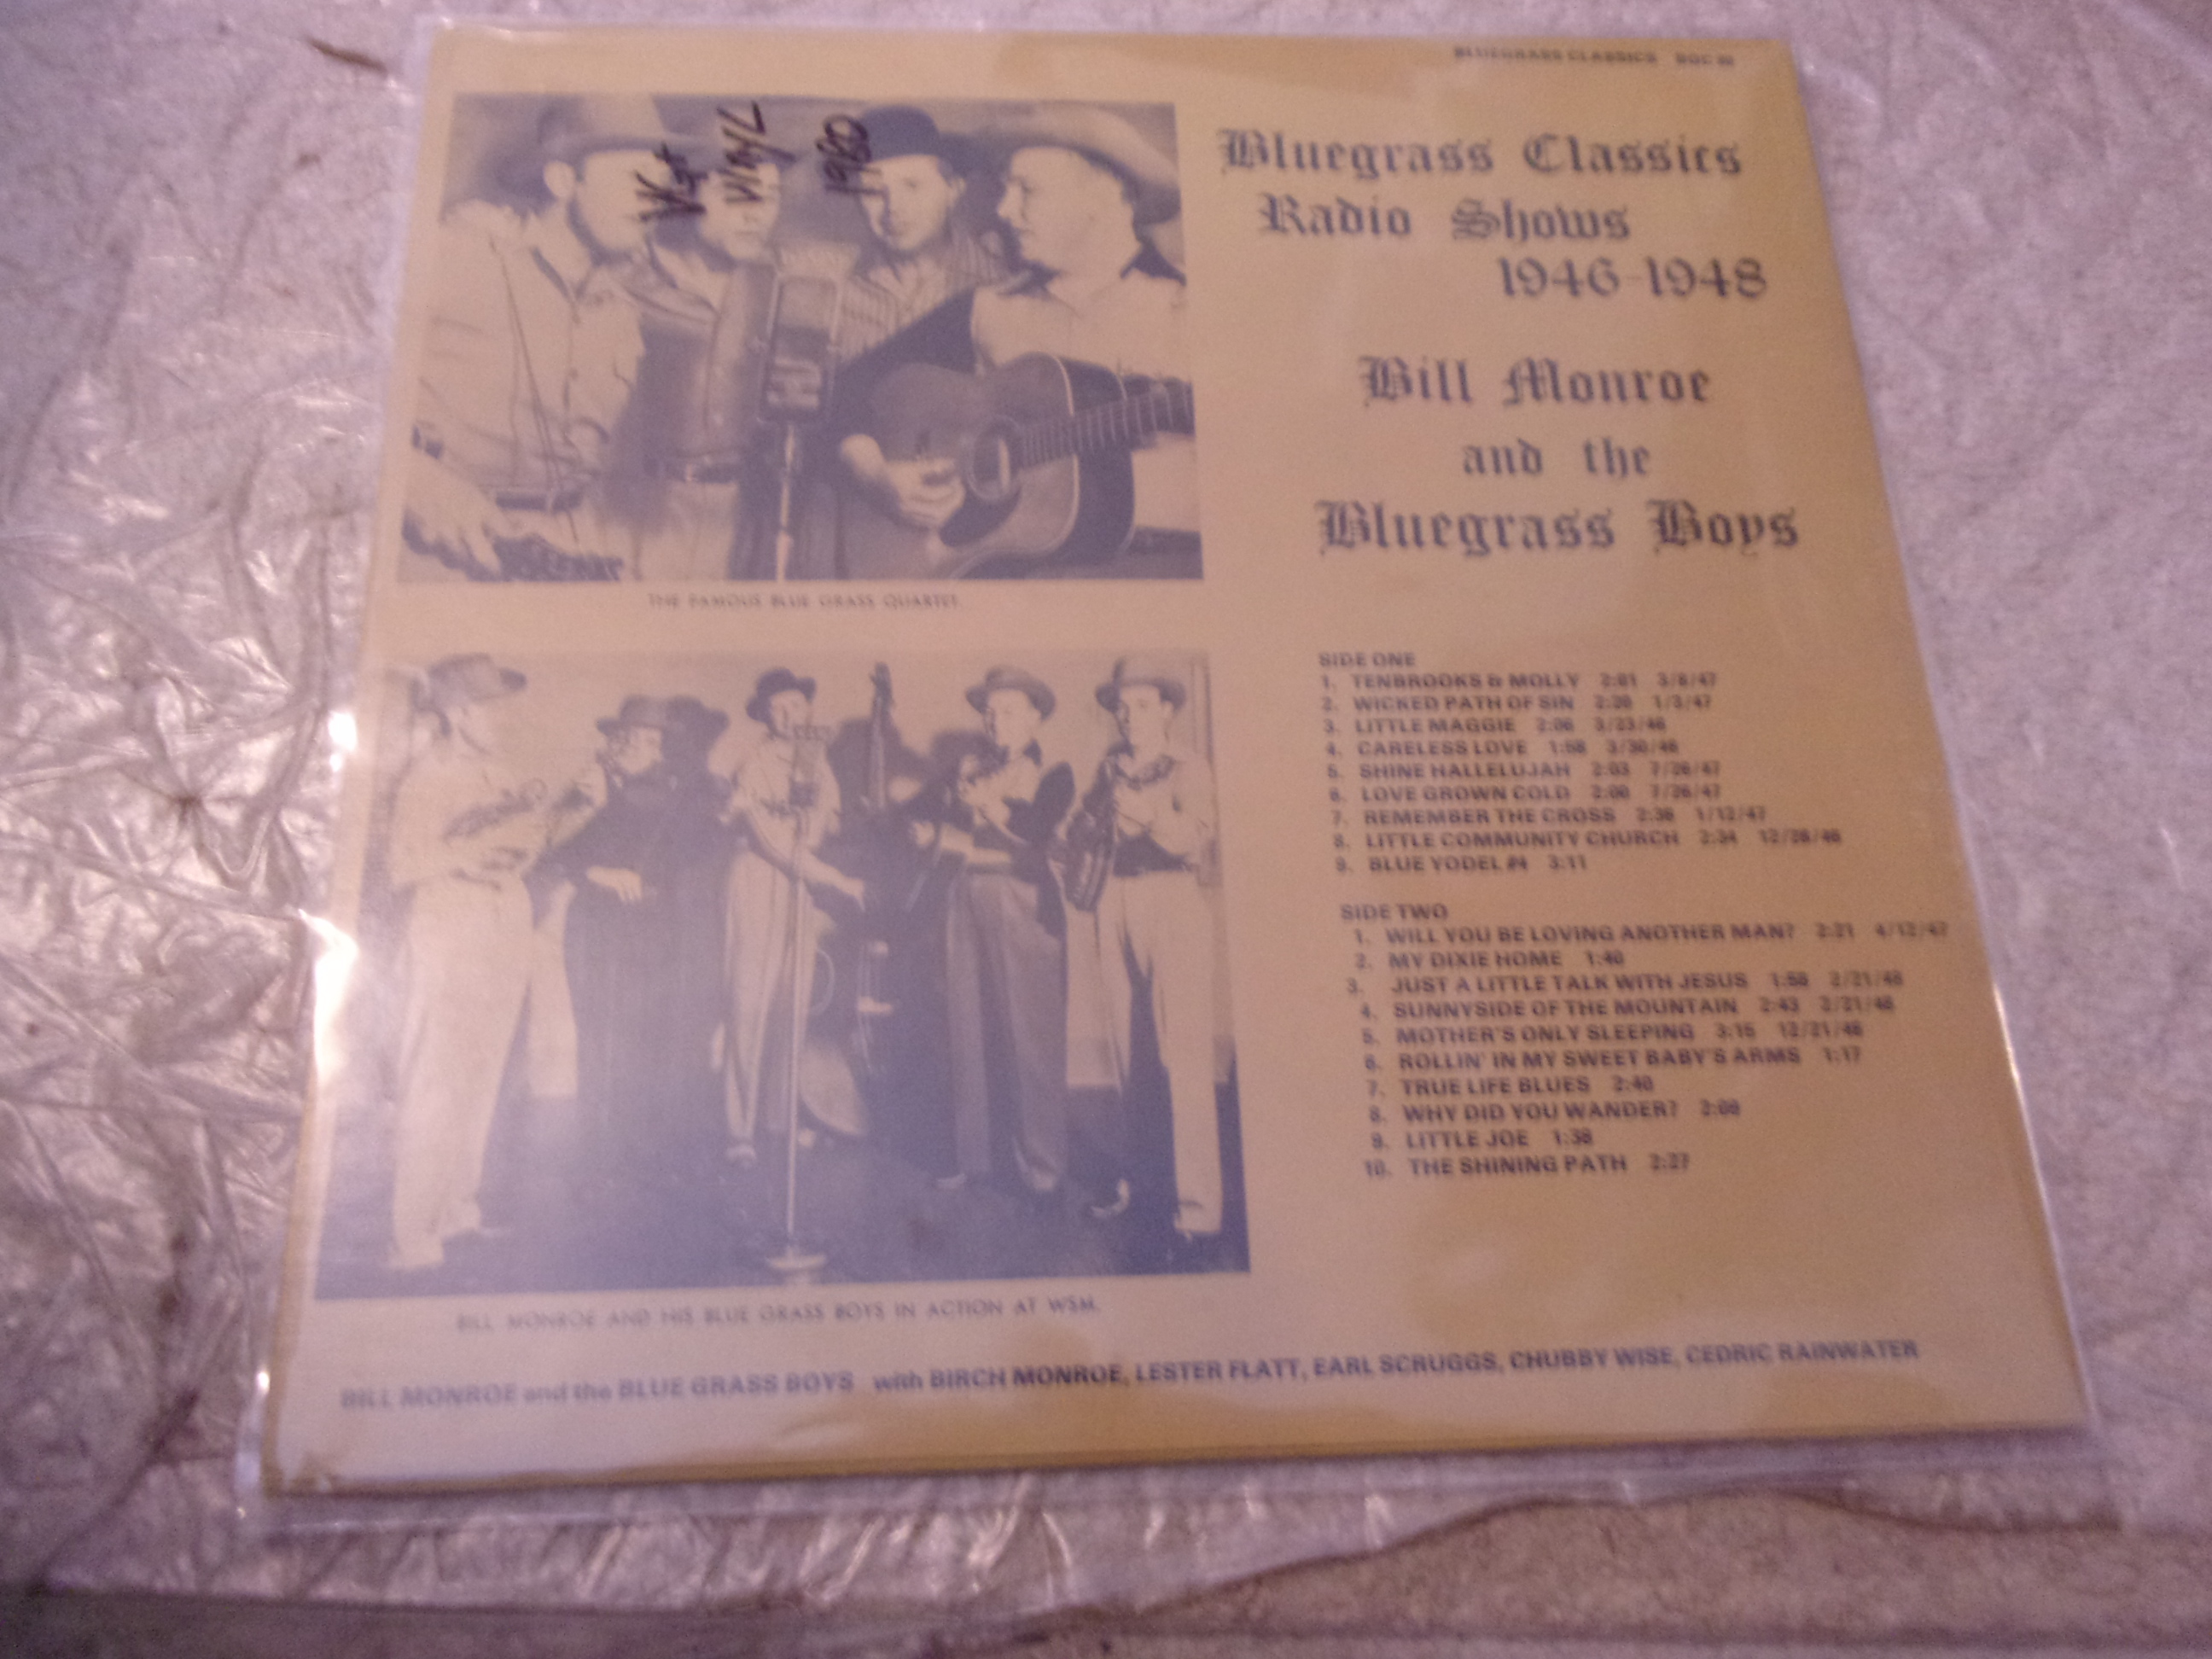 BLUEGRASS CLASSICS BGC
VG+
VINYL
1980
Bluegrass Classics
Radio Shows
1946-1948
Bill Monroe
and the
Bluegrass Boys
THE FAMOUS BLUE GRASS QUARTET
SIDE ONE
1. TENBROOKS & MOLLY 2:01 3/8/47
2. WICKED PATH OF SIN 1/3/47
3. LITTLE MAGGIE 2:06 3/23/46
4. CARELESS LOVE 1:58 3/30/46
5. SHINE HALLELUJAH 2:03 7/26/47
6. LOVE GROWN COLD 2:00 7/26/47
7. REMEMBER THE CROSS 2:36 1/12/47
8. LITTLE COMMUNITY CHURCH 2:34 12/28/46
9. BLUE YODEL #4 3:11
SIDE TWO
1. WILL YOU BE LOVING ANOTHER MAN? 2:21 4/12/47
2. MY DIXIE HOME 1:40
3. JUST A LITTLE TALK WITH JESUS 1:58 2/21/48
4. SUNNYSIDE OF THE MOUNTAIN 2:43 2/21/48
5. MOTHER'S ONLY SLEEPING 3:15 12/21/46
6. ROLLIN' IN MY SWEET BABY'S ARMS 1:17
7. TRUE LIFE BLUES 2:40
8. WHY DID YOU WANDER?
9. LITTLE JOE 1:38
10. THE SHINING PATH 2:27
BILL MONROE AND HIS BLUE GRASS BOYS IN ACTION AT WSM.
BILL MONROE and the BLUE GRASS BOYS with BIRCH MONROE, LESTER FLATT, EARL SCRUGGS, CHUBBY WISE, CEDRIC RAINWATER